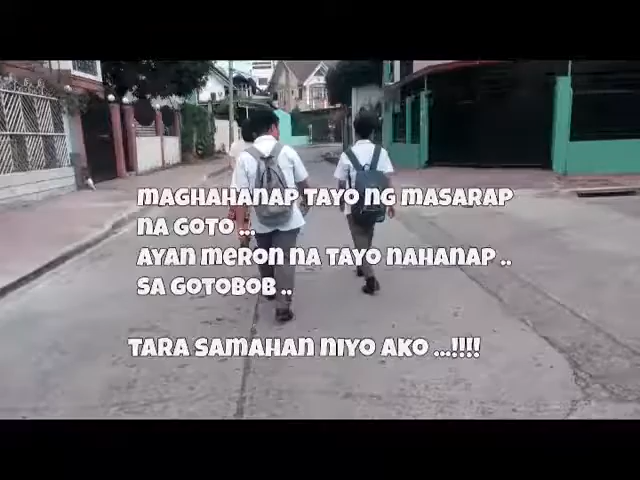 MAGHAHANAP TAYO NG MASARAP
NA GOTO ...
AYAN MERON NA TAYO NAHANAP ..
SA GOTOBOB ..
TARA SAMAHAN NIYO AKO ...!!!!